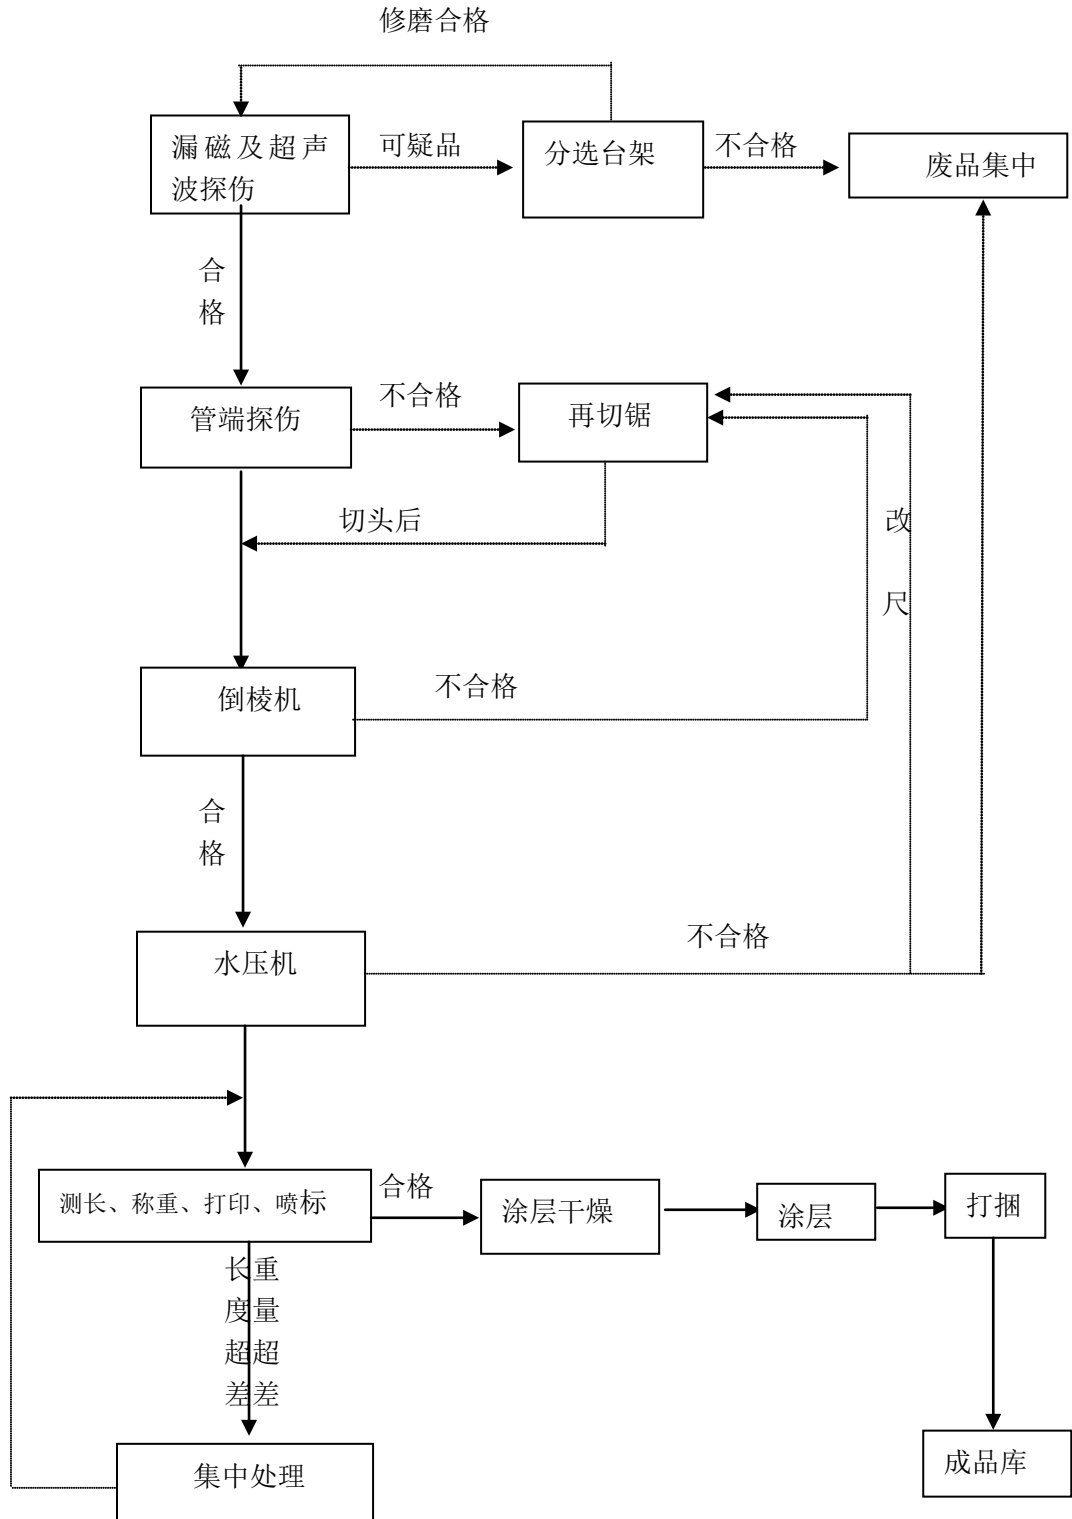 修磨合格
漏磁及超声
波探伤
可疑品
分选台架
不合格
废品集中
合
格
管端探伤
不合格
再切锯
切头后
改
尺
倒棱机
不合格
合
格
水压机
不合格
测长、称重、打印、喷标
合格
涂层干燥
涂层
打捆
长重
度量
超超
差差
集中处理
成品库